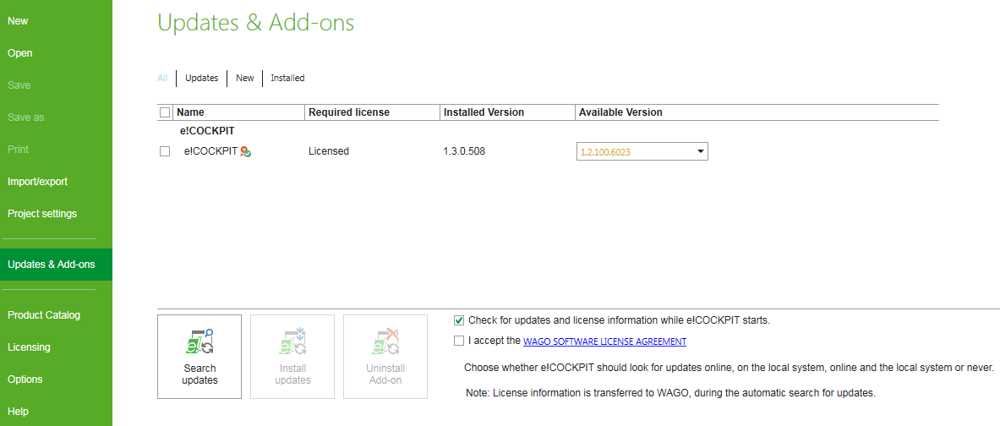 New
Open
Save
Save as
Print
Import/export
Project settings
Updates & Add-ons
Product Catalog
Licensing
Options
Help
Updates & Add-ons
All | Updates | New | Installed
Name Required license Installed Version Available Version
e!COCKPIT
e!COCKPIT Licensed 1.3.0.508 1.2.100.6023
Search
updates
Install
updates
Uninstall
Add-on
Check for updates and license information while e!COCKPIT starts.
I accept the WAGO SOFTWARE LICENSE AGREEMENT
Choose whether e!COCKPIT should look for updates online, on the local system, online and the local system or never.
Note: License information is transferred to WAGO, during the automatic search for updates.